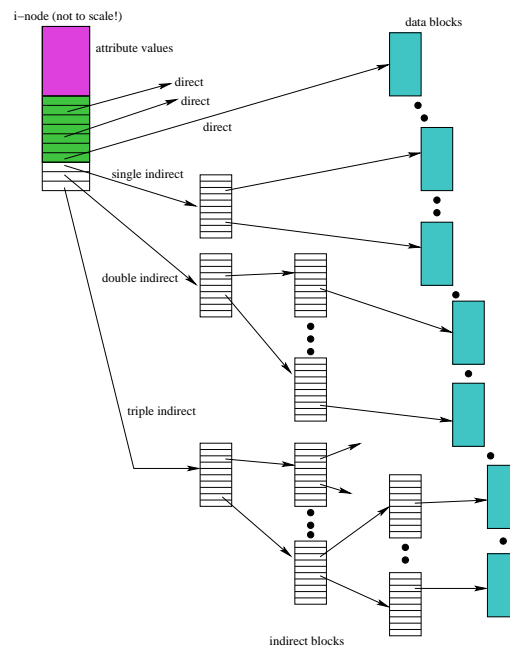 i-node (not to scale!)
data blocks
attribute values
direct
direct
direct
single indirect
double indirect
triple indirect
indirect blocks